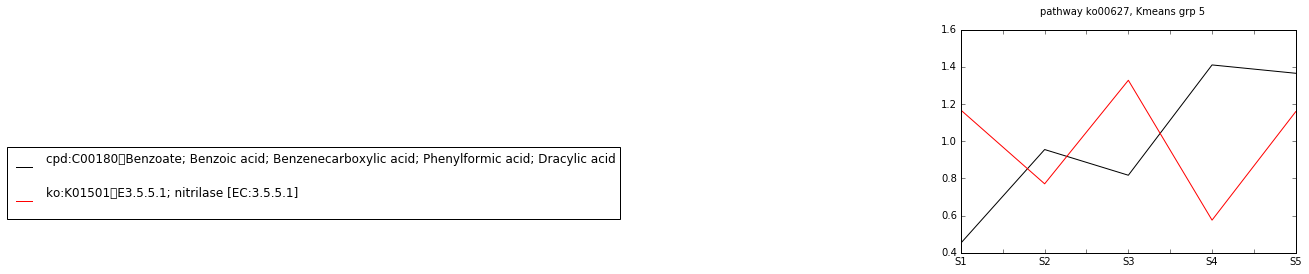 pathway ko00627, Kmeans grp 5
1.6
1.4
1.2
1.0
0.8
0.6
0.4
S1 S2 S3 S4 S5
cpd:C00180▯Benzoate; Benzoic acid; Benzenecarboxylic acid; Phenylformic acid; Dracylic acid
ko:K01501▯E3.5.5.1; nitrilase [EC:3.5.5.1]